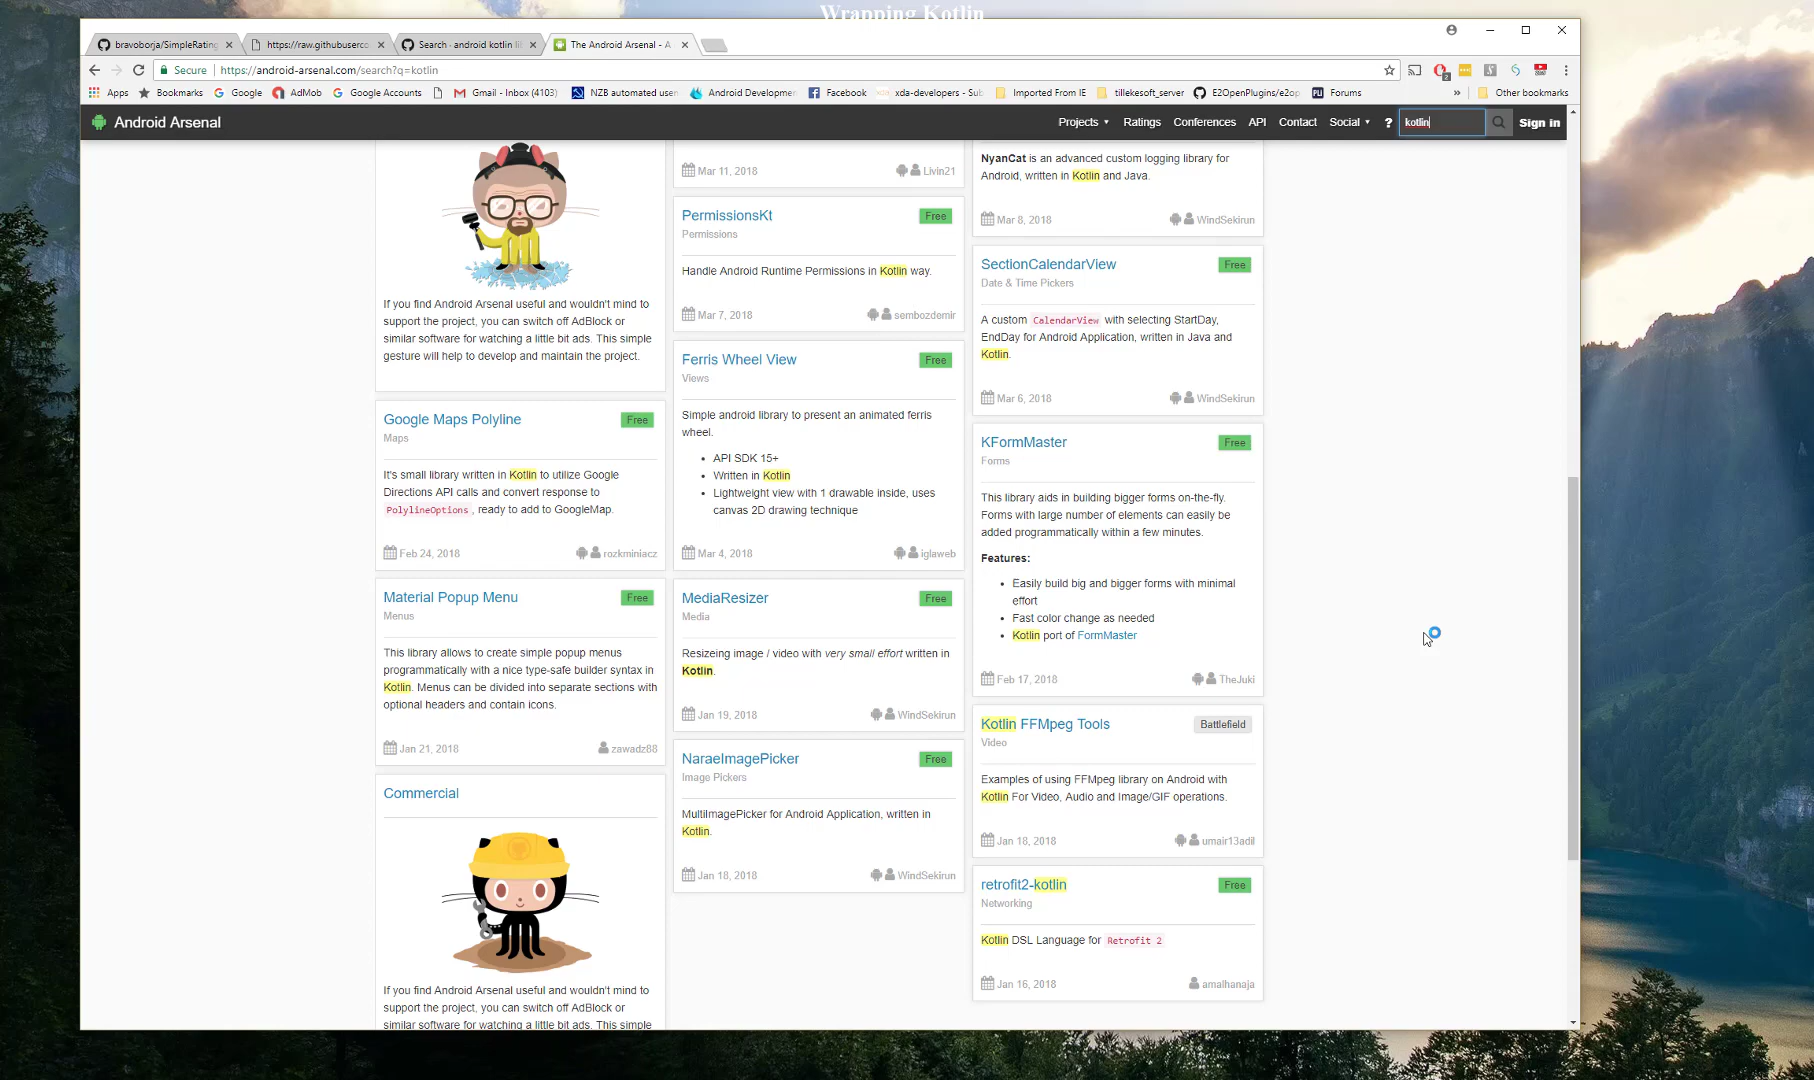 Wrapping Kotlin
bravoborja/SimpleRating
https://raw.githubuserco
Search · android kotlin lil
The Android Arsenal - A
Secure https://android-arsenal.com/search?q=kotlin
2
Apps Bookmarks Google AdMob Google Accounts Gmail - Inbox (4103) NZB automated user Android Developmen Facebook xda-developers - Sub Imported From IE tillekesoft_server E2OpenPlugins/e2op Forums » Other bookmarks
Android Arsenal Projects Ratings Conferences API Contact Social ? kotlin Sign in
If you find Android Arsenal useful and wouldn't mind to
support the project, you can switch off AdBlock or
similar software for watching a little bit ads. This simple
gesture will help to develop and maintain the project.
Google Maps Polyline Free
Maps
It's small library written in Kotlin to utilize Google
Directions API calls and convert response to
PolylineOptions, ready to add to GoogleMap.
Feb 24, 2018 rozkminiacz
Material Popup Menu Free
Menus
This library allows to create simple popup menus
programmatically with a nice type-safe builder syntax in
Kotlin. Menus can be divided into separate sections with
optional headers and contain icons.
Jan 21, 2018 zawadz88
Commercial
If you find Android Arsenal useful and wouldn't mind to
support the project, you can switch off AdBlock or
similar software for watching a little bit ads. This simple
Mar 11, 2018 Livin21
PermissionsKt Free
Permissions
Handle Android Runtime Permissions in Kotlin way.
Mar 7, 2018 sembozdemir
Ferris Wheel View Free
Views
Simple android library to present an animated ferris
wheel.
• API SDK 15+
• Written in Kotlin
• Lightweight view with 1 drawable inside, uses
canvas 2D drawing technique
Mar 4, 2018 iglaweb
MediaResizer Free
Media
Resizeing image / video with very small effort written in
Kotlin.
Jan 19, 2018 WindSekirun
NaraeImagePicker Free
Image Pickers
MultiImagePicker for Android Application, written in
Kotlin.
Jan 18, 2018 WindSekirun
NyanCat is an advanced custom logging library for
Android, written in Kotlin and Java.
Mar 8, 2018 WindSekirun
SectionCalendarView Free
Date & Time Pickers
A custom CalendarView with selecting StartDay,
EndDay for Android Application, written in Java and
Kotlin.
Mar 6, 2018 WindSekirun
KFormMaster Free
Forms
This library aids in building bigger forms on-the-fly.
Forms with large number of elements can easily be
added programmatically within a few minutes.
Features:
• Easily build big and bigger forms with minimal
effort
• Fast color change as needed
• Kotlin port of FormMaster
Feb 17, 2018 TheJuki
Kotlin FFMpeg Tools Battlefield
Video
Examples of using FFMpeg library on Android with
Kotlin For Video, Audio and Image/GIF operations.
Jan 18, 2018 umair13adil
retrofit2-kotlin Free
Networking
Kotlin DSL Language for Retrofit 2
Jan 16, 2018 amalhanaja